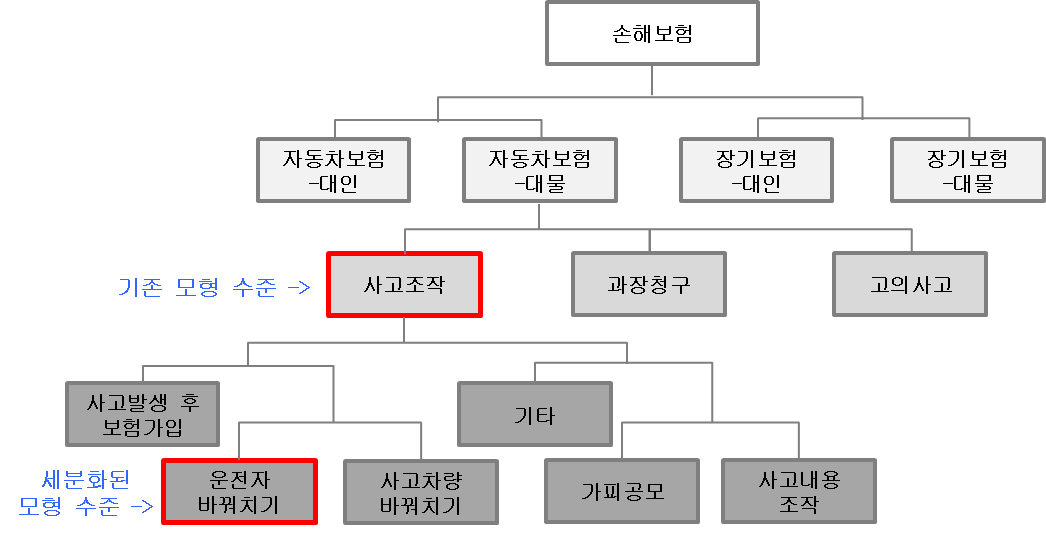 손해보험
자동차보험
-대인
자동차보험
-대물
장기보험
-대인
장기보험
-대물
기존 모형 수준 ->
사고조작
과장청구
고의사고
사고발생 후
보험가입
기타
세분화된
모형 수준 ->
운전자
바꿔치기
사고차량
바꿔치기
가피공모
사고내용
조작